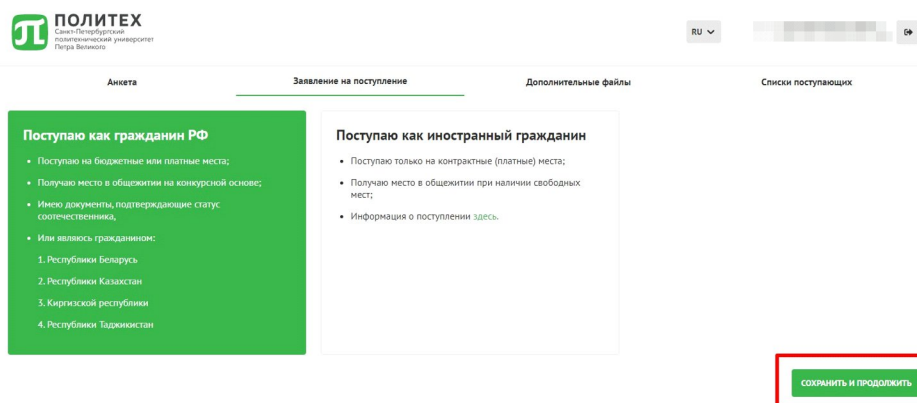 ПОЛИТЕХ
Санкт-Петербургский
политехнический университет
Петра Великого
RU
Анкета
Заявление на поступление
Дополнительные файлы
Списки поступающих
Поступаю как гражданин РФ
• Поступаю на бюджетные или платные места;
• Получаю место в общежитии на конкурсной основе;
• Имею документы, подтверждающие статус
соотечественника,
• Или являюсь гражданином:
1. Республики Беларусь
2. Республики Казахстан
3. Киргизской республики
4. Республики Таджикистан
Поступаю как иностранный гражданин
• Поступаю только на контрактные (платные) места;
• Получаю место в общежитии при наличии свободных
мест;
• Информация о поступлении здесь.
СОХРАНИТЬ И ПРОДОЛЖИТЬ